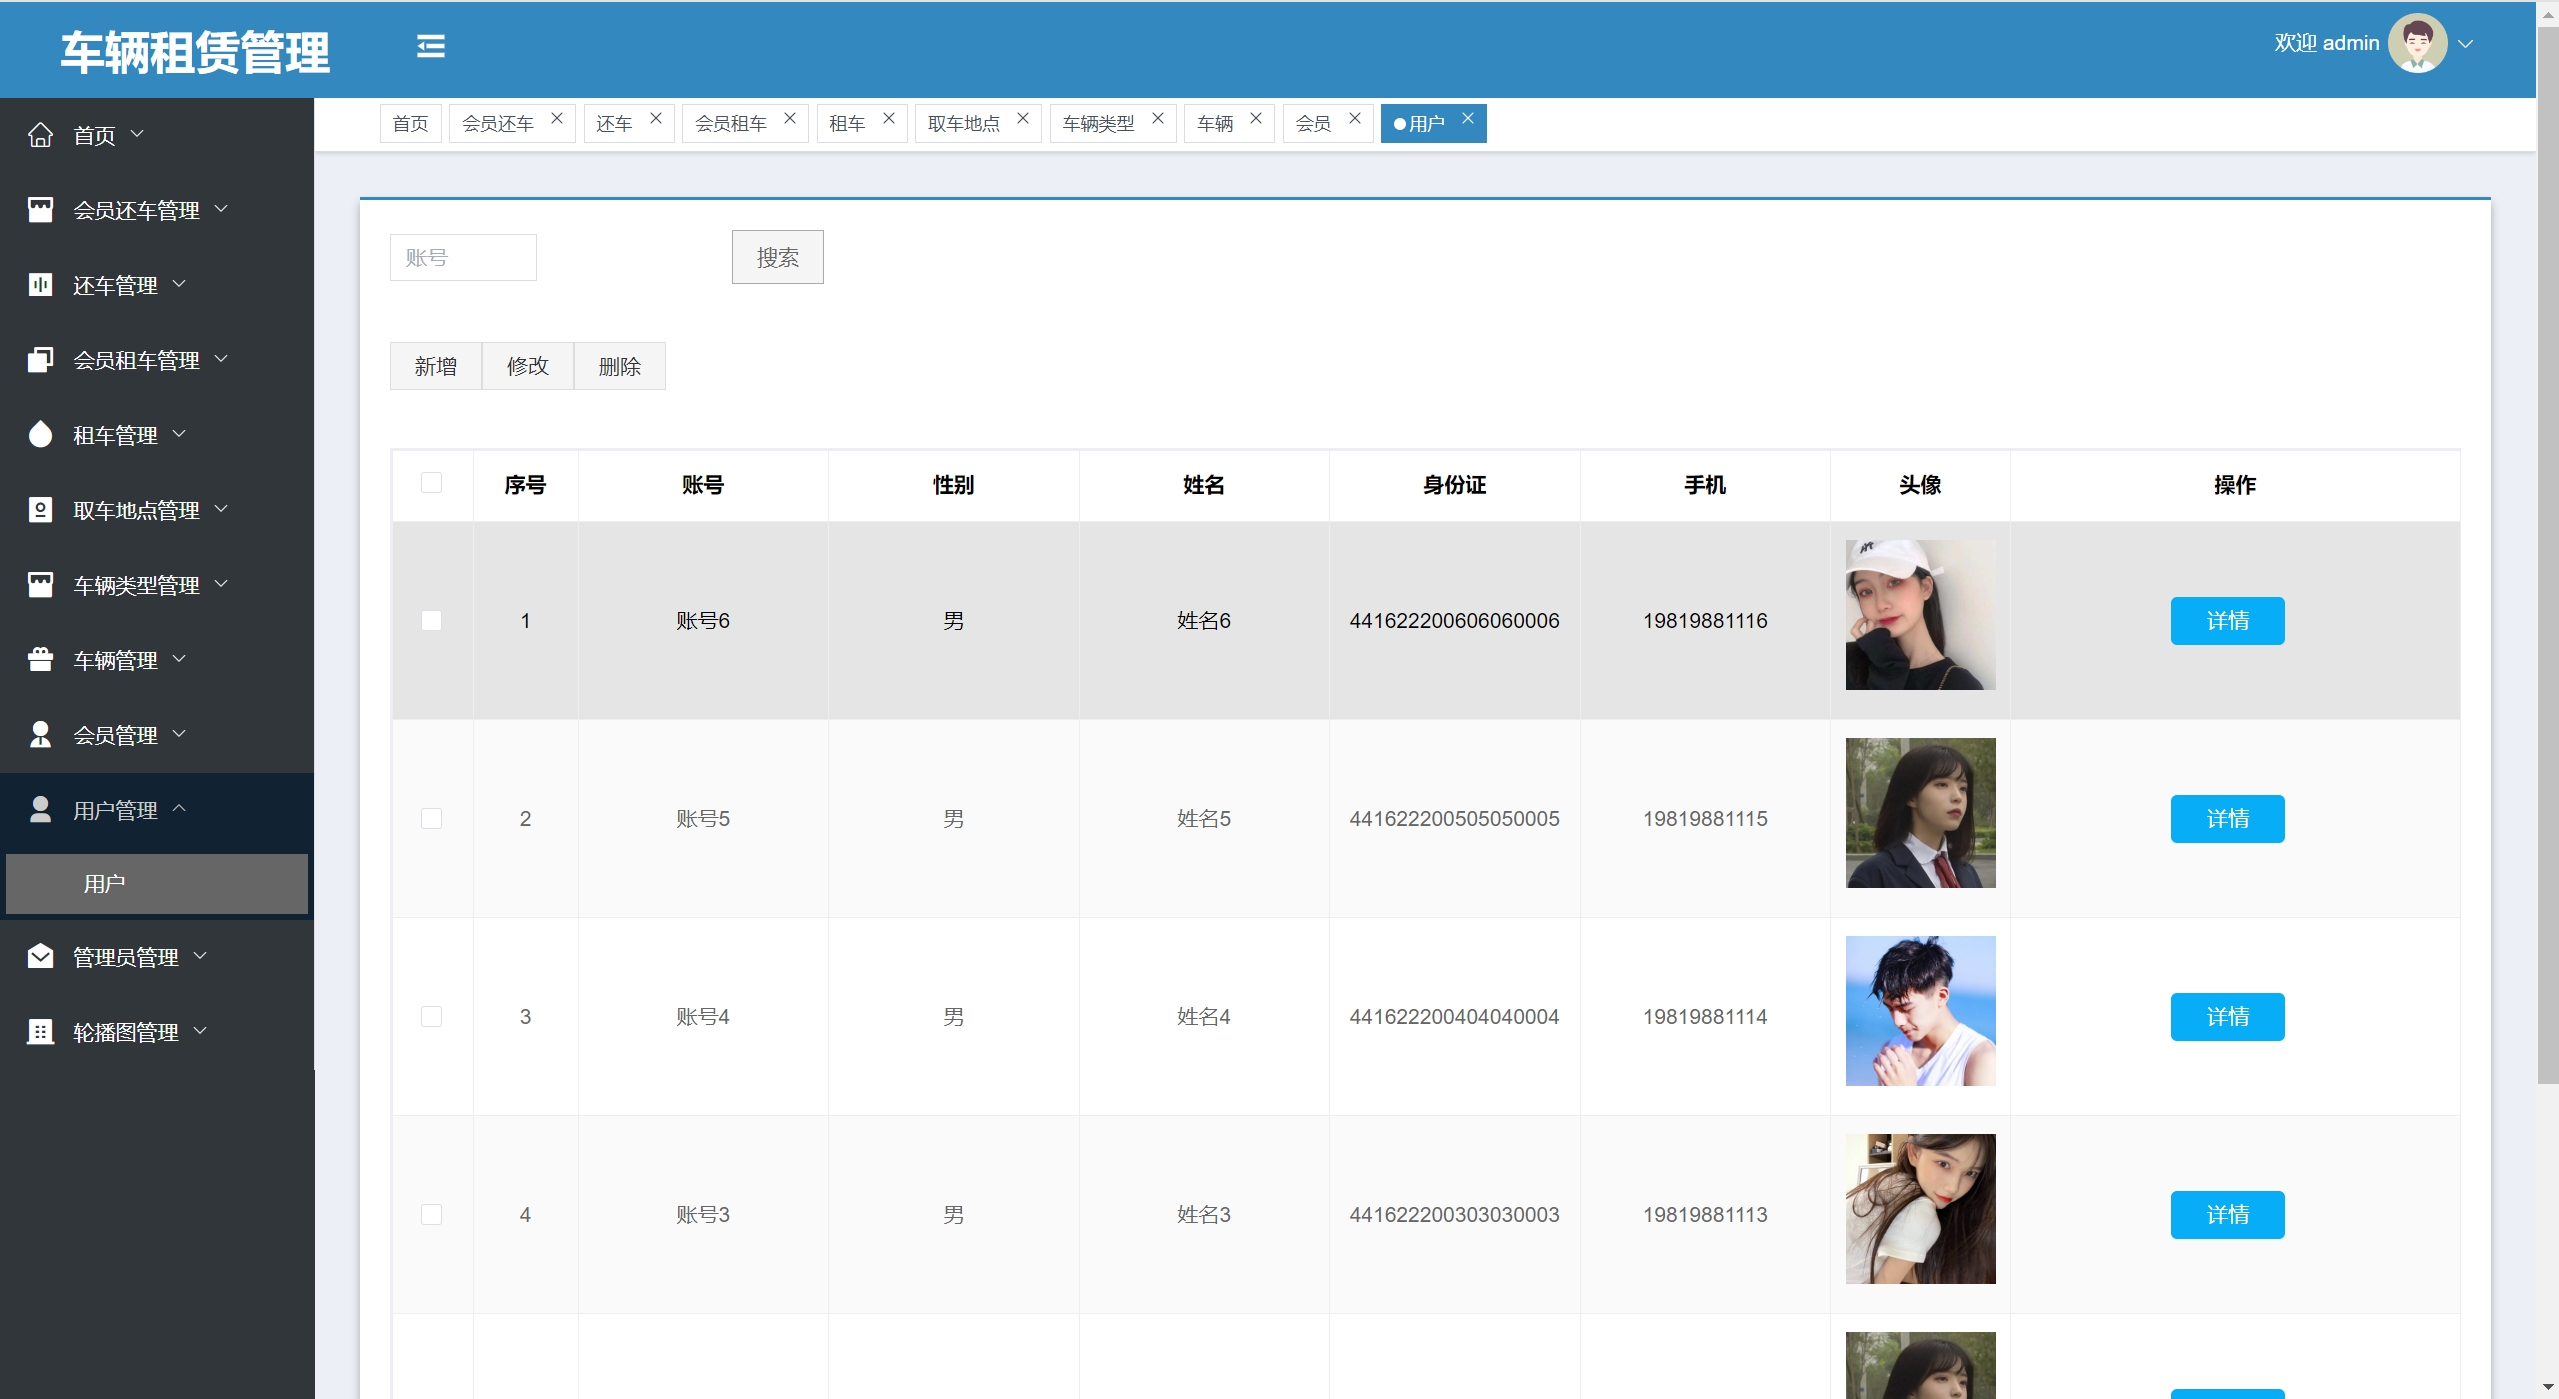 车辆租赁管理
欢迎 admin
首页
会员还车管理
还车管理
会员租车管理
租车管理
取车地点管理
车辆类型管理
车辆管理
会员管理
用户管理
用户
管理员管理
轮播图管理
首页 会员还车 还车 会员租车 租车 取车地点 车辆类型 车辆 会员 用户
账号 搜索
新增 修改 删除
序号 账号 性别 姓名 身份证 手机 头像 操作
1 账号6 男 姓名6 441622200606060006 19819881116 详情
2 账号5 男 姓名5 441622200505050005 19819881115 详情
3 账号4 男 姓名4 441622200404040004 19819881114 详情
4 账号3 男 姓名3 441622200303030003 19819881113 详情